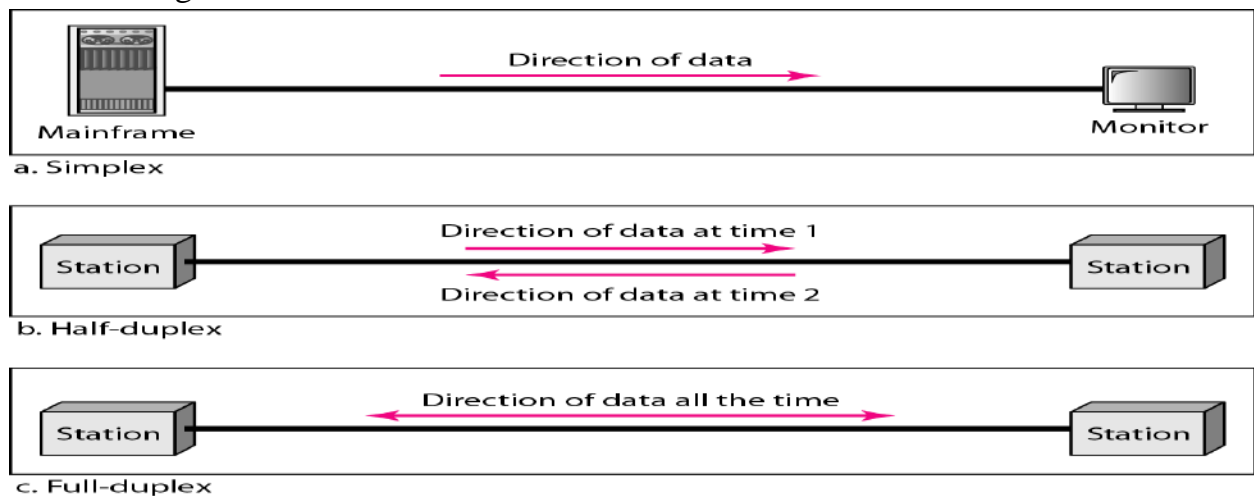 Direction of data
Mainframe
Monitor
a. Simplex
Direction of data at time 1
Station
Station
Direction of data at time 2
b. Half-duplex
Direction of data all the time
Station
Station
c. Full-duplex